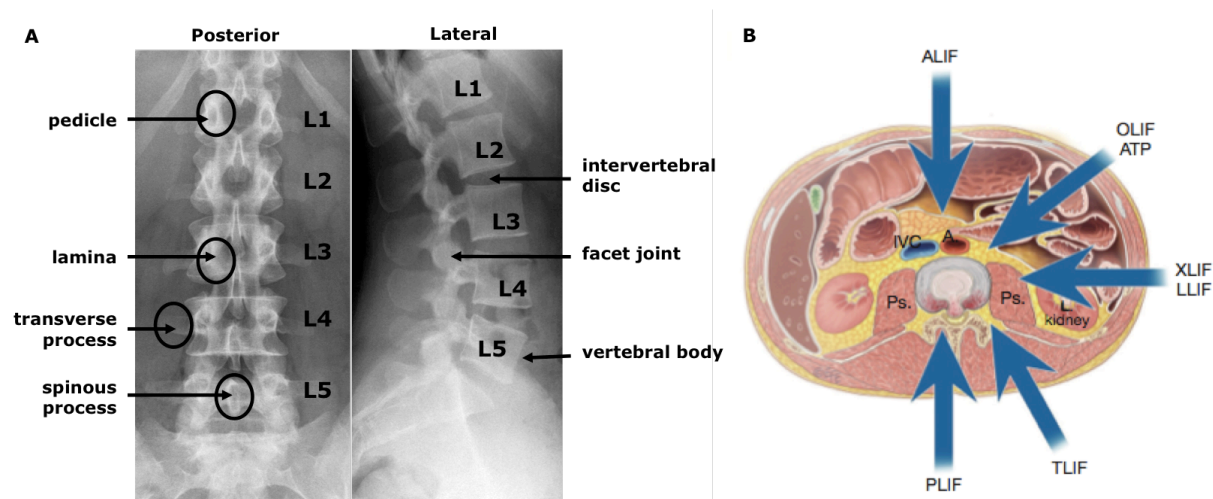 A
Posterior
Lateral
pedicle
lamina
transverse
process
spinous
process
L1
L2
L3
L4
L5
L1
L2
L3
L4
L5
intervertebral
disc
facet joint
vertebral body
B
ALIF
OLIF
ATP
XLIF
LLIF
TLIF
PLIF
IVC
A
Ps.
Ps.
L
kidney